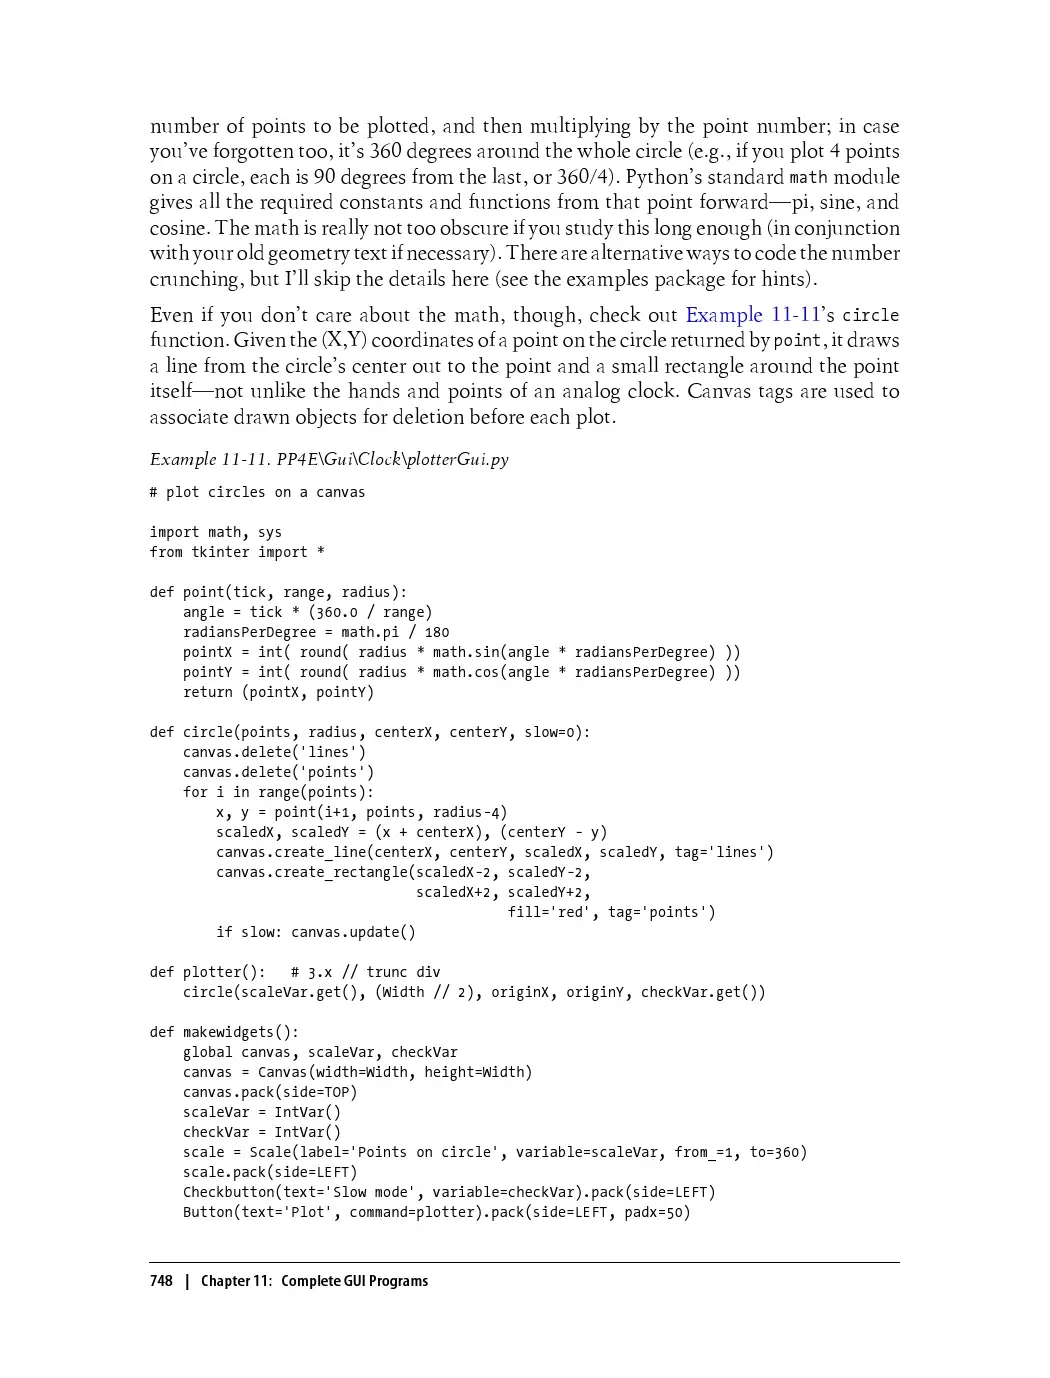 number of points to be plotted, and then multiplying by the point number; in case
you’ve forgotten too, it’s 360 degrees around the whole circle (e.g., if you plot 4 points
on a circle, each is 90 degrees from the last, or 360/4). Python’s standard math module
gives all the required constants and functions from that point forward—pi, sine, and
cosine. The math is really not too obscure if you study this long enough (in conjunction
with your old geometry text if necessary). There are alternative ways to code the number
crunching, but I’ll skip the details here (see the examples package for hints).
Even if you don’t care about the math, though, check out Example 11-11’s circle
function. Given the (X,Y) coordinates of a point on the circle returned by point, it draws
a line from the circle’s center out to the point and a small rectangle around the point
itself—not unlike the hands and points of an analog clock. Canvas tags are used to
associate drawn objects for deletion before each plot.
Example 11-11. PP4E\Gui\Clock\plotterGui.py
# plot circles on a canvas
import math, sys
from tkinter import *
def point(tick, range, radius):
    angle = tick * (360.0 / range)
    radiansPerDegree = math.pi / 180
    pointX = int( round( radius * math.sin(angle * radiansPerDegree) ))
    pointY = int( round( radius * math.cos(angle * radiansPerDegree) ))
    return (pointX, pointY)
def circle(points, radius, centerX, centerY, slow=0):
    canvas.delete('lines')
    canvas.delete('points')
    for i in range(points):
        x, y = point(i+1, points, radius-4)
        scaledX, scaledY = (x + centerX), (centerY - y)
        canvas.create_line(centerX, centerY, scaledX, scaledY, tag='lines')
        canvas.create_rectangle(scaledX-2, scaledY-2,
                                scaledX+2, scaledY+2,
                                           fill='red', tag='points')
        if slow: canvas.update()
def plotter():   # 3.x // trunc div
    circle(scaleVar.get(), (Width // 2), originX, originY, checkVar.get())
def makewidgets():
    global canvas, scaleVar, checkVar
    canvas = Canvas(width=Width, height=Width)
    canvas.pack(side=TOP)
    scaleVar = IntVar()
    checkVar = IntVar()
    scale = Scale(label='Points on circle', variable=scaleVar, from_=1, to=360)
    scale.pack(side=LEFT)
    Checkbutton(text='Slow mode', variable=checkVar).pack(side=LEFT)
    Button(text='Plot', command=plotter).pack(side=LEFT, padx=50)
748 | Chapter 11: Complete GUI Programs